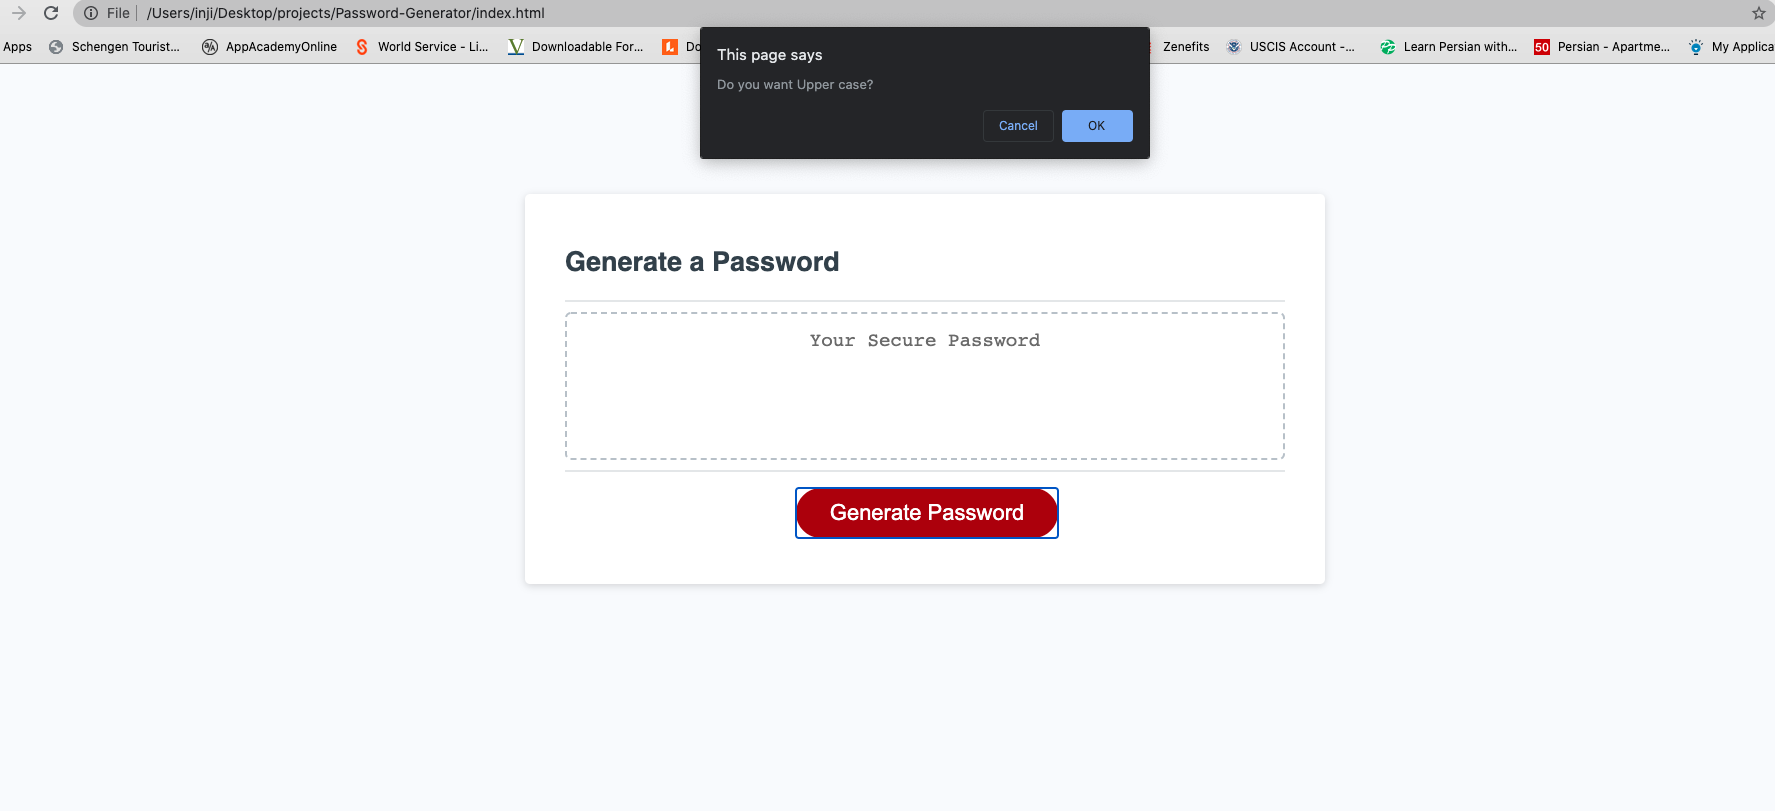 File /Users/inji/Desktop/projects/Password-Generator/index.html
Apps Schengen Tourist... a/A AppAcademyOnline World Service - Li... Downloadable For... Do Zenefits USCIS Account -... Learn Persian with... 50 Persian - Apartme... My Applica
This page says
Do you want Upper case?
Cancel OK
Generate a Password
Your Secure Password
Generate Password